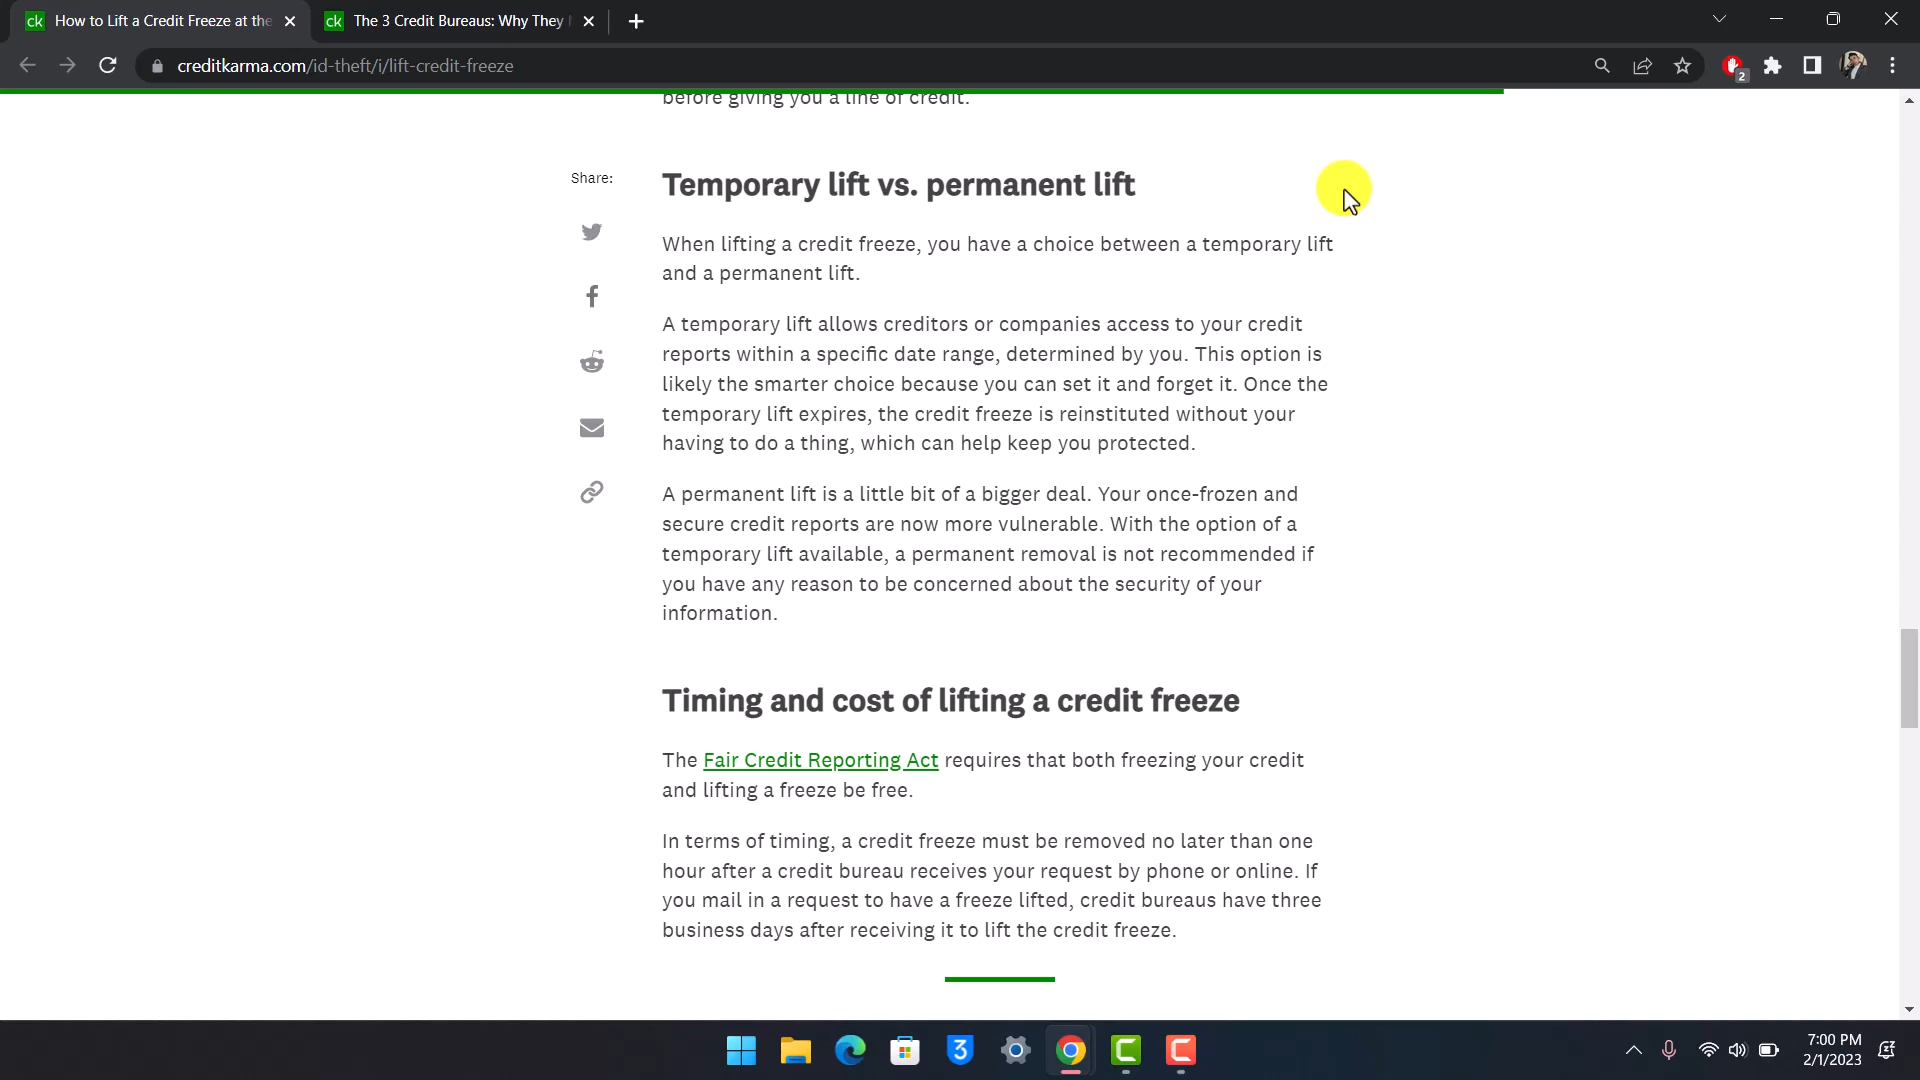 ck How to Lift a Credit Freeze at the
ck The 3 Credit Bureaus: Why They
creditkarma.com/id-theft/i/lift-credit-freeze
2
before giving you a line of credit.
Share:
Temporary lift vs. permanent lift
When lifting a credit freeze, you have a choice between a temporary lift
and a permanent lift.
A temporary lift allows creditors or companies access to your credit
reports within a specific date range, determined by you. This option is
likely the smarter choice because you can set it and forget it. Once the
temporary lift expires, the credit freeze is reinstituted without your
having to do a thing, which can help keep you protected.
A permanent lift is a little bit of a bigger deal. Your once-frozen and
secure credit reports are now more vulnerable. With the option of a
temporary lift available, a permanent removal is not recommended if
you have any reason to be concerned about the security of your
information.
Timing and cost of lifting a credit freeze
The Fair Credit Reporting Act requires that both freezing your credit
and lifting a freeze be free.
In terms of timing, a credit freeze must be removed no later than one
hour after a credit bureau receives your request by phone or online. If
you mail in a request to have a freeze lifted, credit bureaus have three
business days after receiving it to lift the credit freeze.
3
7:00 PM
2/1/2023